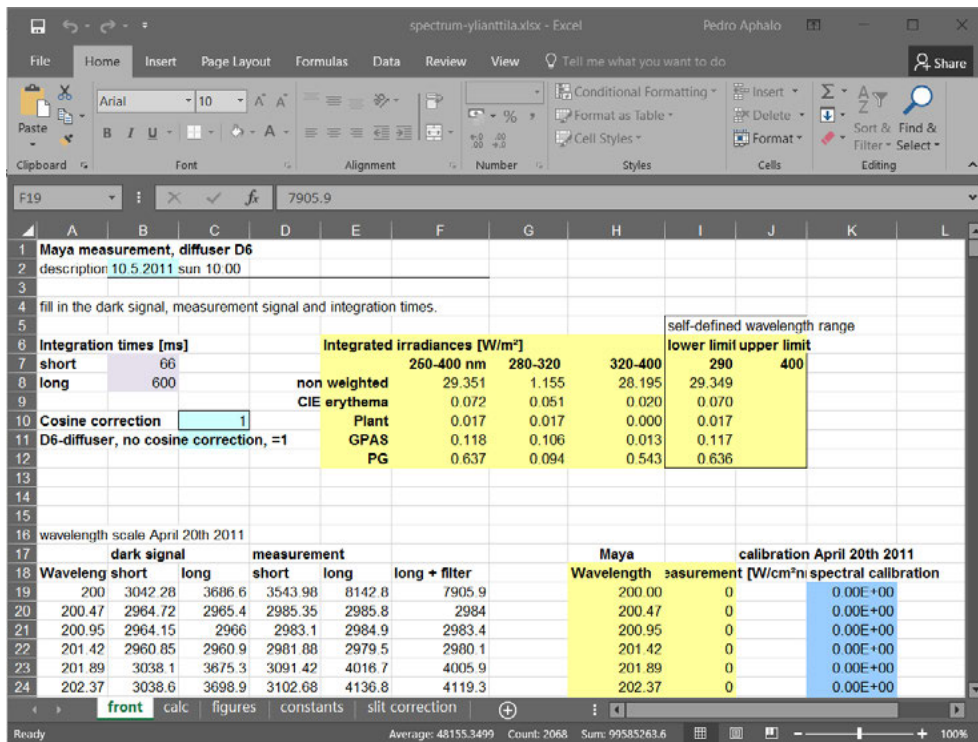 spectrum-ylianttila.xlsx - Excel Pedro Aphalo
File Home Insert Page Layout Formulas Data Review View Tell me what you want to do Share
Paste Arial 10 A A Conditional Formatting Insert
B I U A % , Format as Table Delete Sort & Find &
Cell Styles Format Filter Select
Clipboard Font Alignment Number Styles Cells Editing
F19 fx 7905.9
A B C D E F G H I J K L
1 Maya measurement, diffuser D6
2 description 10.5.2011 sun 10:00
3
4 fill in the dark signal, measurement signal and integration times.
5 self-defined wavelength range
6 Integration times [ms] Integrated irradiances [W/m²] lower limit upper limit
7 short 66 250-400 nm 280-320 320-400 290 400
8 long 600 non weighted 29.351 1.155 28.195 29.349
9 CIE erythema 0.072 0.051 0.020 0.070
10 Cosine correction 1 Plant 0.017 0.017 0.000 0.017
11 D6-diffuser, no cosine correction, =1 GPAS 0.118 0.106 0.013 0.117
12 PG 0.637 0.094 0.543 0.636
13
14
15
16 wavelength scale April 20th 2011
17 dark signal measurement Maya calibration April 20th 2011
18 Waveleng short long short long long + filter Wavelength easurement [W/cm²n spectral calibration
19 200 3042.28 3686.6 3543.98 8142.8 7905.9 200.00 0 0.00E+00
20 200.47 2964.72 2965.4 2985.35 2985.8 2984 200.47 0 0.00E+00
21 200.95 2964.15 2966 2983.1 2984.9 2983.4 200.95 0 0.00E+00
22 201.42 2960.85 2960.9 2981.88 2979.5 2980.1 201.42 0 0.00E+00
23 201.89 3038.1 3675.3 3091.42 4016.7 4005.9 201.89 0 0.00E+00
24 202.37 3038.6 3698.9 3102.68 4136.8 4119.3 202.37 0 0.00E+00
front calc figures constants slit correction
Ready Average: 48155.3499 Count: 2068 Sum: 99585263.6 100%